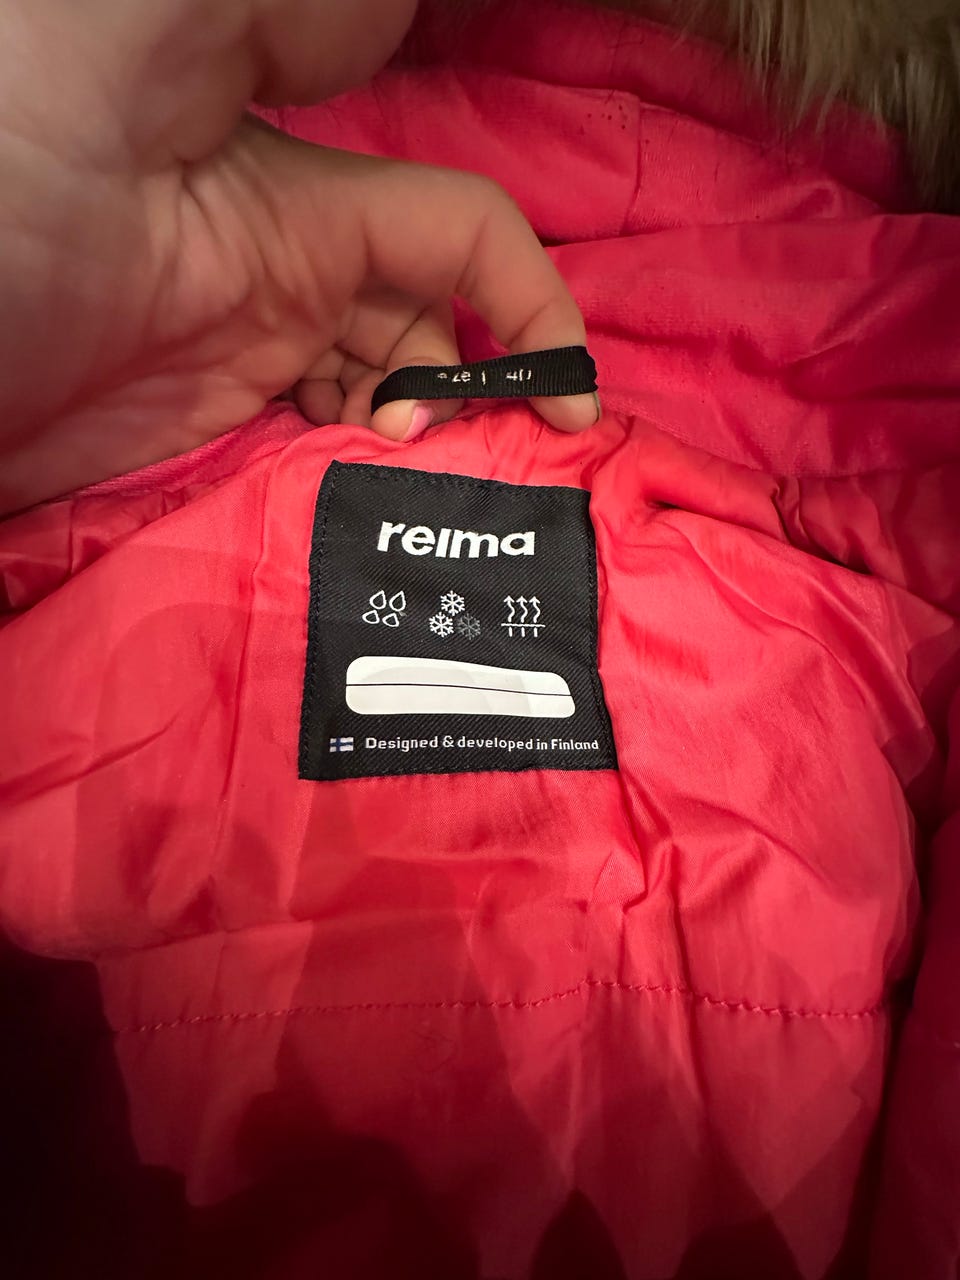 reima
Designed & developed in Finland